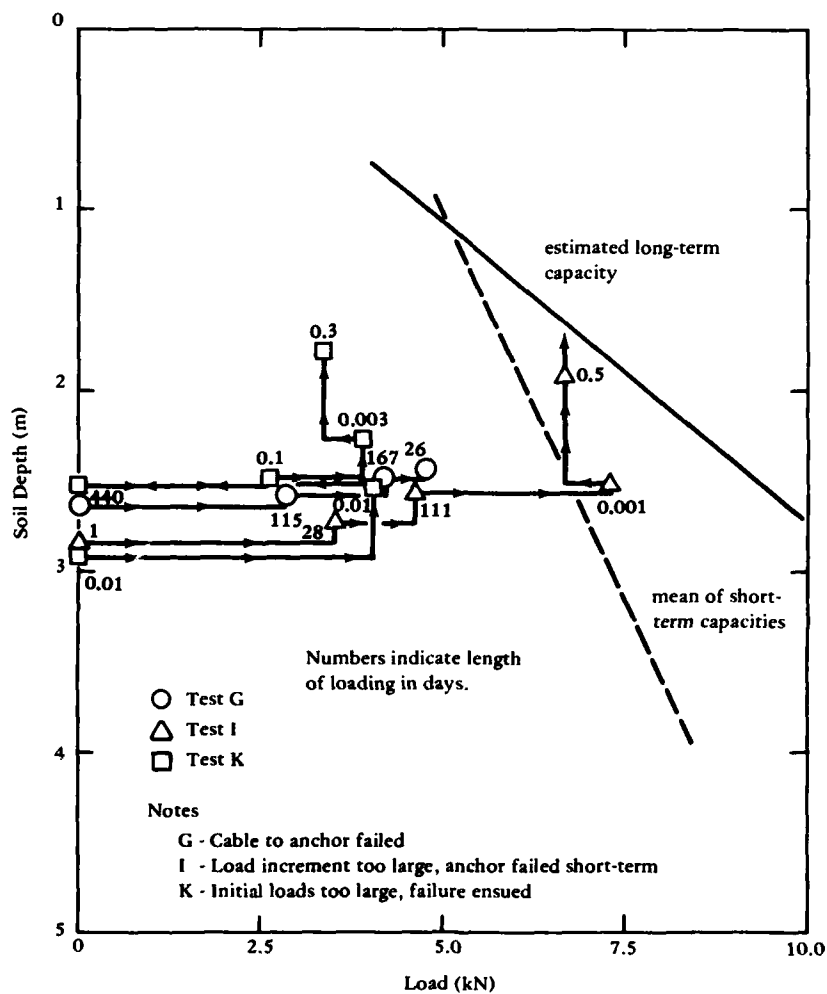 0
1
estimated long-term
capacity
0.3
2
0.5
0.003
0.1
167 26
440
115
0.01
28
111
0.001
1
3
0.01
mean of short-
term capacities
Numbers indicate length
of loading in days.
Test G
Test I
Test K
4
Notes
G - Cable to anchor failed
I - Load increment too large, anchor failed short-term
K - Initial loads too large, failure ensued
5
0
2.5
5.0
7.5
10.0
Load (kN)
Soil Depth (m)